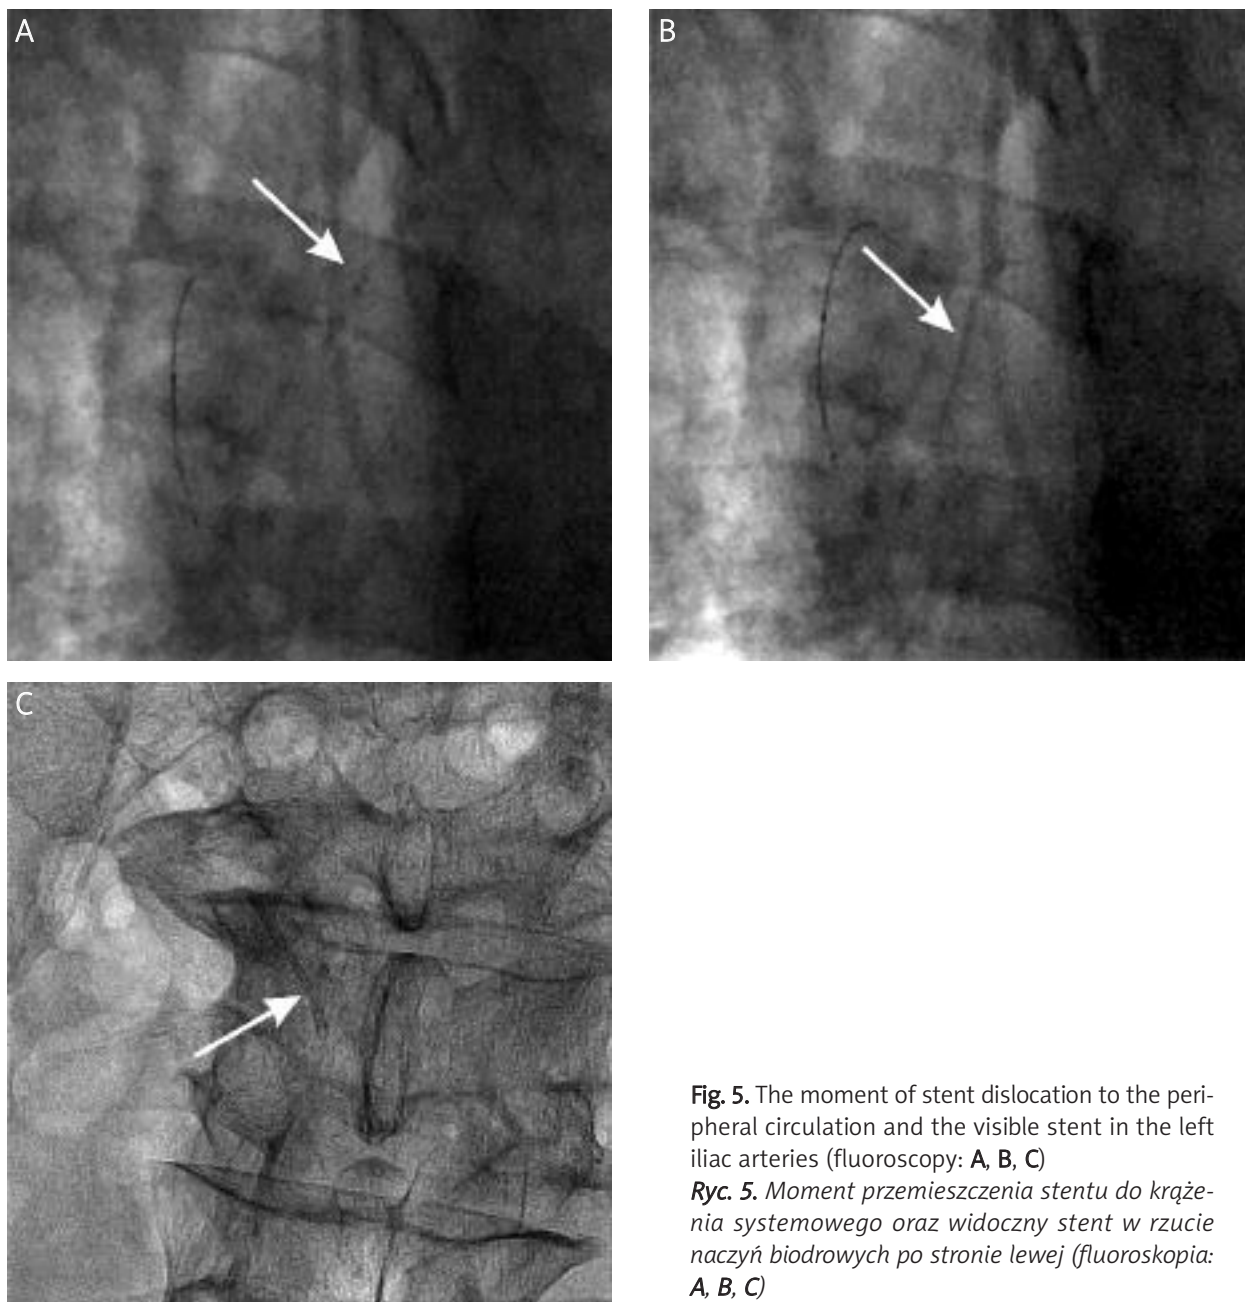 A
B
C
Fig. 5. The moment of stent dislocation to the peri-
pheral circulation and the visible stent in the left
iliac arteries (fluoroscopy: A, B, C)
Ryc. 5. Moment przemieszczenia stentu do krąże-
nia systemowego oraz widoczny stent w rzucie
naczyń biodrowych po stronie lewej (fluoroskopia:
A, B, C)